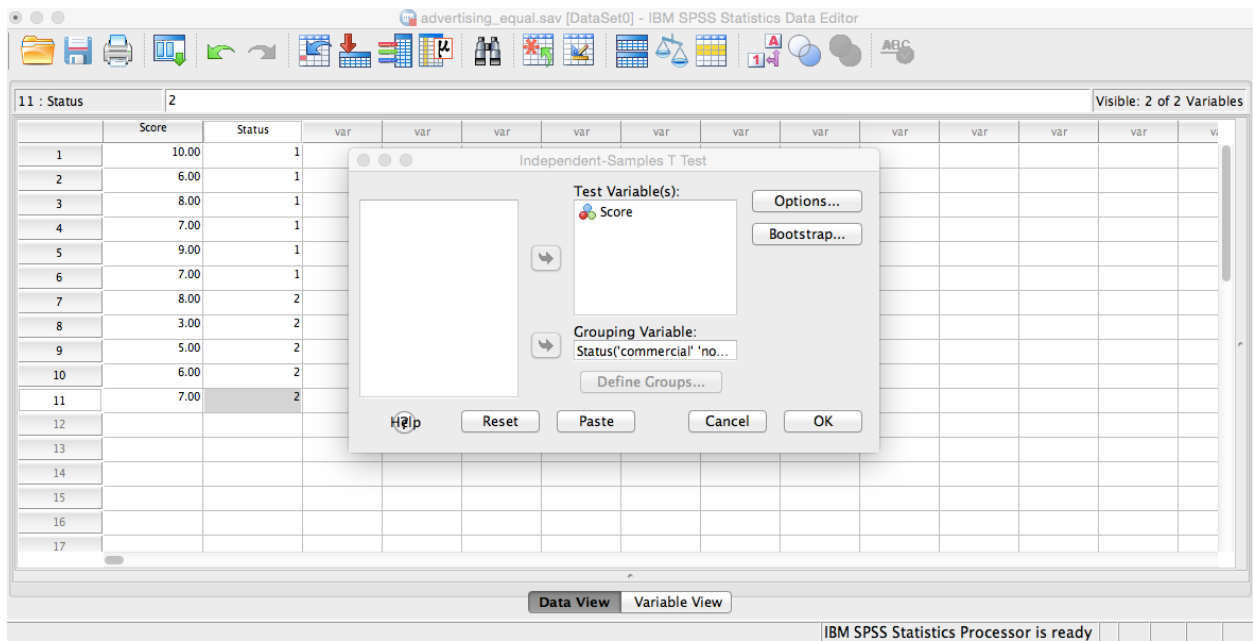 advertising_equal.sav [DataSet0] - IBM SPSS Statistics Data Editor
11 : Status 2 Visible: 2 of 2 Variables
Score Status var var var var var var var var var var var va
1 10.00 1
2 6.00 1
3 8.00 1
4 7.00 1
5 9.00 1
6 7.00 1
7 8.00 2
8 3.00 2
9 5.00 2
10 6.00 2
11 7.00 2
12
13
14
15
16
17
Independent-Samples T Test
Test Variable(s):
Score
Options...
Bootstrap...
Grouping Variable:
Status('commercial' 'no...
Define Groups...
Help Reset Paste Cancel OK
Data View Variable View
IBM SPSS Statistics Processor is ready